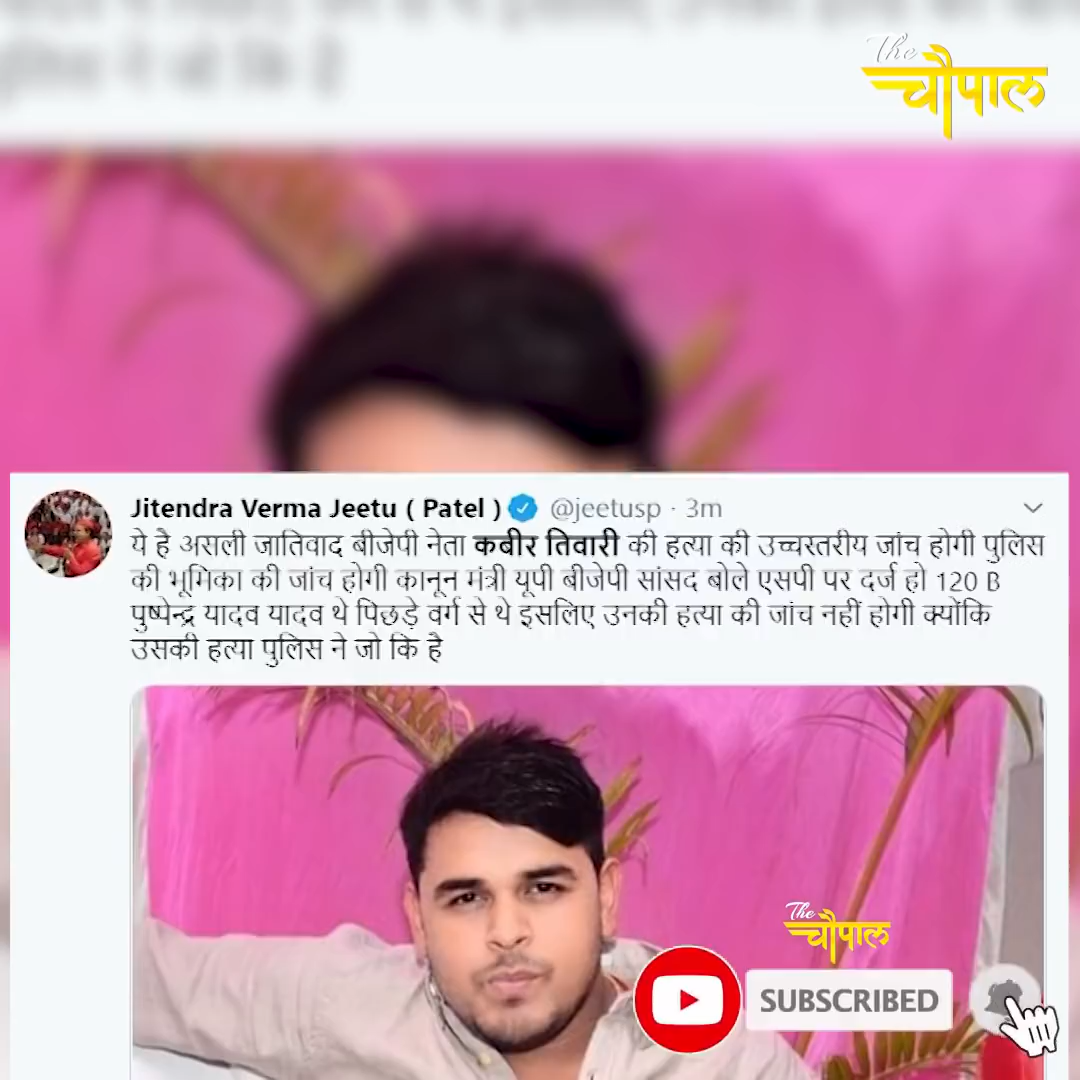 The
चौपाल
Jitendra Verma Jeetu ( Patel ) @jeetusp · 3m
ये है असली जातिवाद बीजेपी नेता कबीर तिवारी की हत्या की उच्चस्तरीय जांच होगी पुलिस
की भूमिका की जांच होगी कानून मंत्री यूपी बीजेपी सांसद बोले एसपी पर दर्ज हो 120 B
पुष्पेन्द्र यादव यादव थे पिछड़े वर्ग से थे इसलिए उनकी हत्या की जांच नहीं होगी क्योंकि
उसकी हत्या पुलिस ने जो कि है
The
चौपाल
SUBSCRIBED